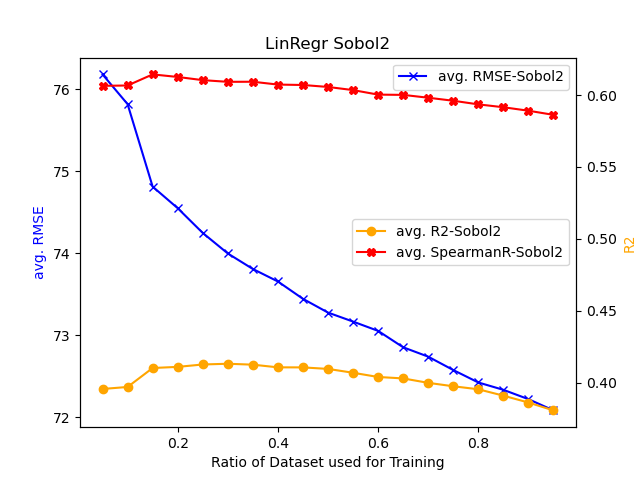 LinRegr Sobol2
avg. RMSE-Sobol2
avg. R2-Sobol2
avg. SpearmanR-Sobol2
avg. RMSE
76
75
74
73
72
R2
0.60
0.55
0.50
0.45
0.40
0.2
0.4
0.6
0.8
Ratio of Dataset used for Training